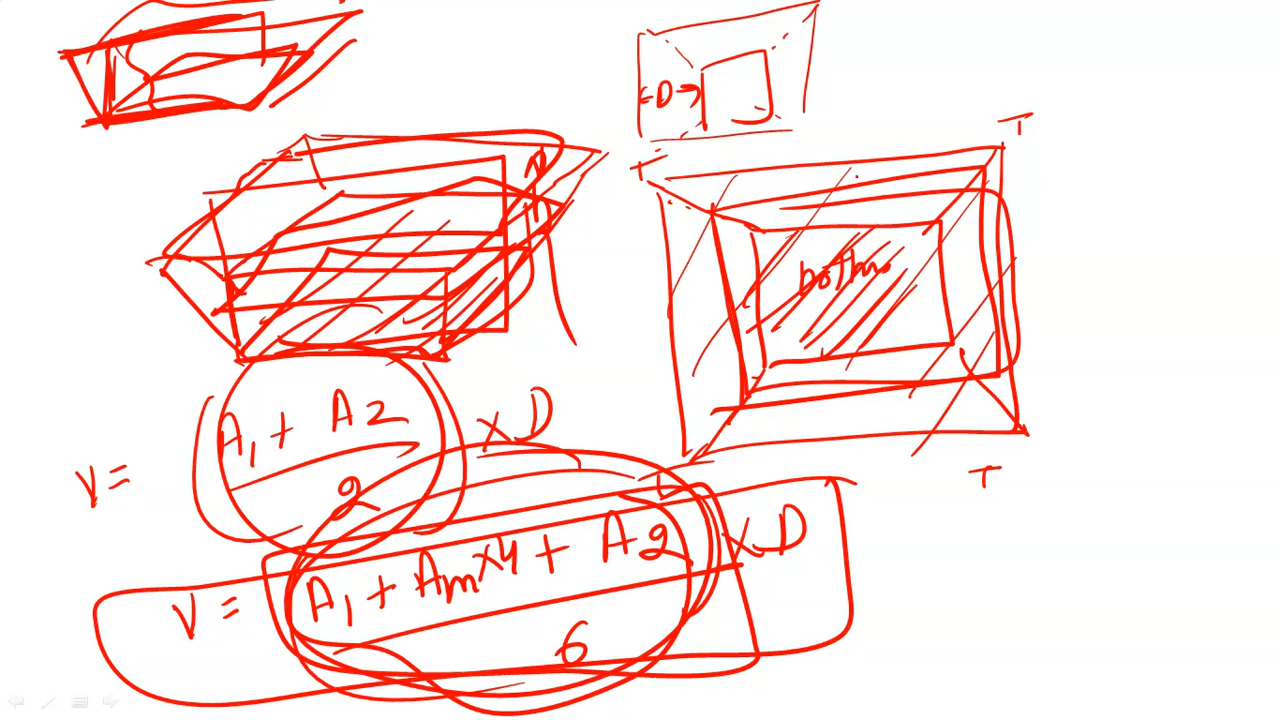 D
T
T
bottom
T
T
D
V = (A1 + A2 / 2) × D
V = A1 + Am×4 + A2 / 6 × D